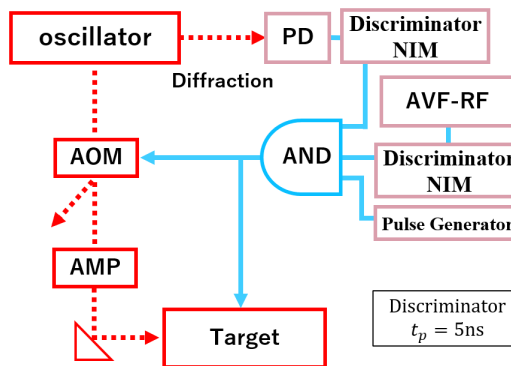 oscillator
PD
Discriminator
NIM
Diffraction
AVF-RF
AOM
AND
Discriminator
NIM
Pulse Generator
AMP
Target
Discriminator
t_p = 5ns